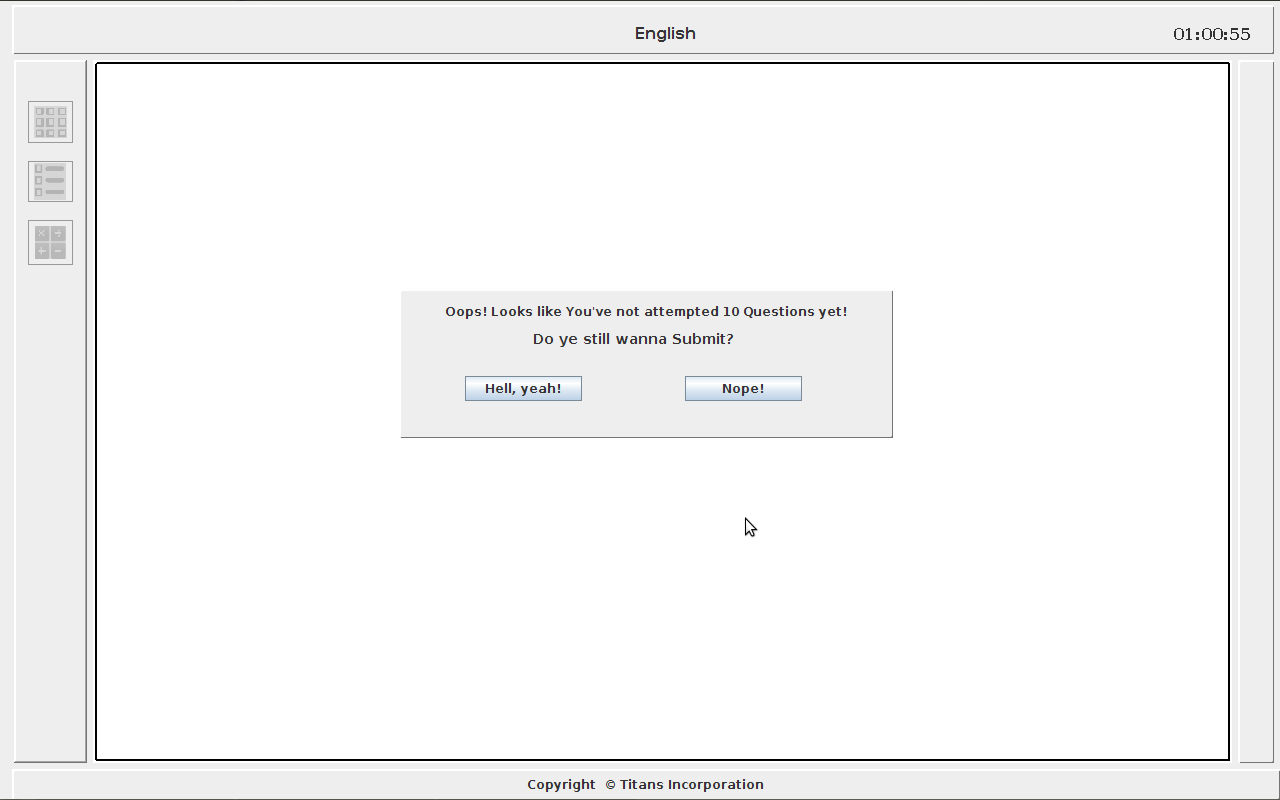 English
01:00:55
Oops! Looks like You've not attempted 10 Questions yet!
Do ye still wanna Submit?
Hell, yeah!
Nope!
Copyright © Titans Incorporation